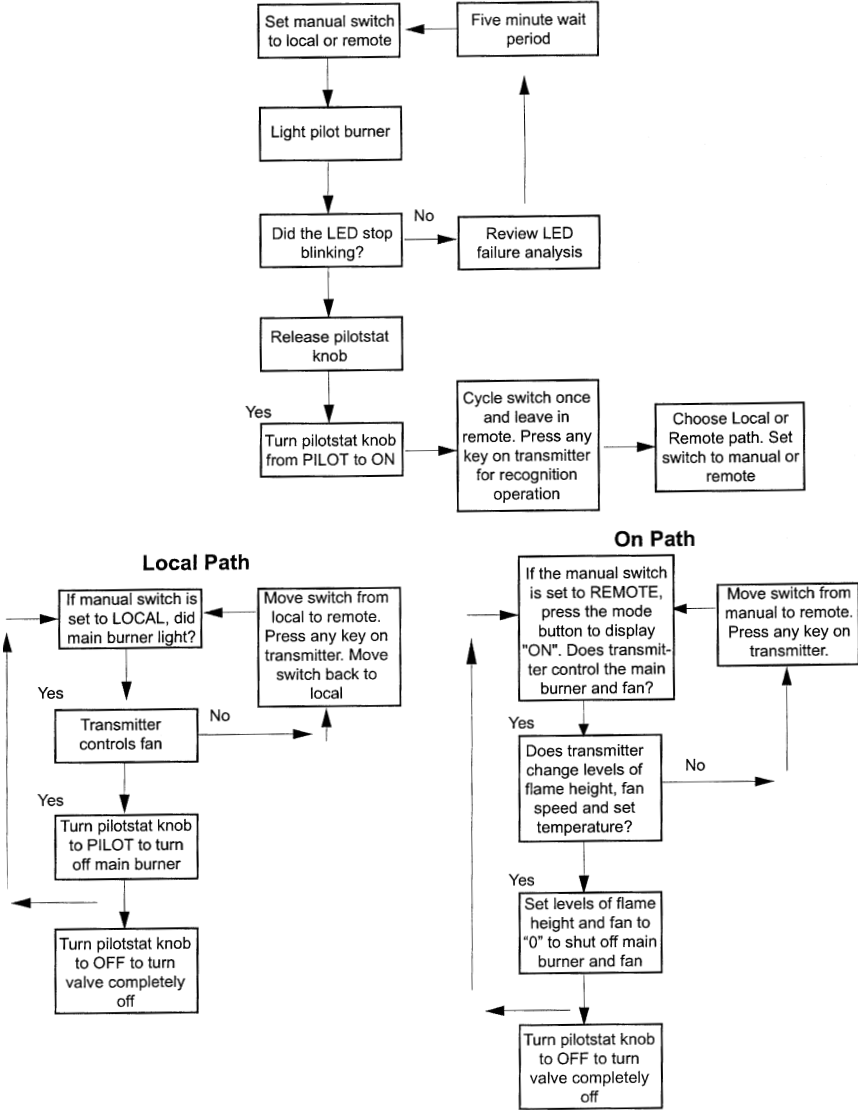 Set manual switch
to local or remote
Five minute wait
period
Light pilot burner
Did the LED stop
blinking?
No
Review LED
failure analysis
Release pilotstat
knob
Yes
Turn pilotstat knob
from PILOT to ON
Cycle switch once
and leave in
remote. Press any
key on transmitter
for recognition
operation
Choose Local or
Remote path. Set
switch to manual or
remote
Local Path
If manual switch is
set to LOCAL, did
main burner light?
Move switch from
local to remote.
Press any key on
transmitter. Move
switch back to
local
Yes
Transmitter
controls fan
No
Yes
Turn pilotstat knob
to PILOT to turn
off main burner
Turn pilotstat knob
to OFF to turn
valve completely
off
On Path
If the manual switch
is set to REMOTE,
press the mode
button to display
"ON". Does transmit-
ter control the main
burner and fan?
Move switch from
manual to remote.
Press any key on
transmitter.
Yes
Does transmitter
change levels of
flame height, fan
speed and set
temperature?
No
Yes
Set levels of flame
height and fan to
“0” to shut off main
burner and fan
Turn pilotstat knob
to OFF to turn
valve completely
off